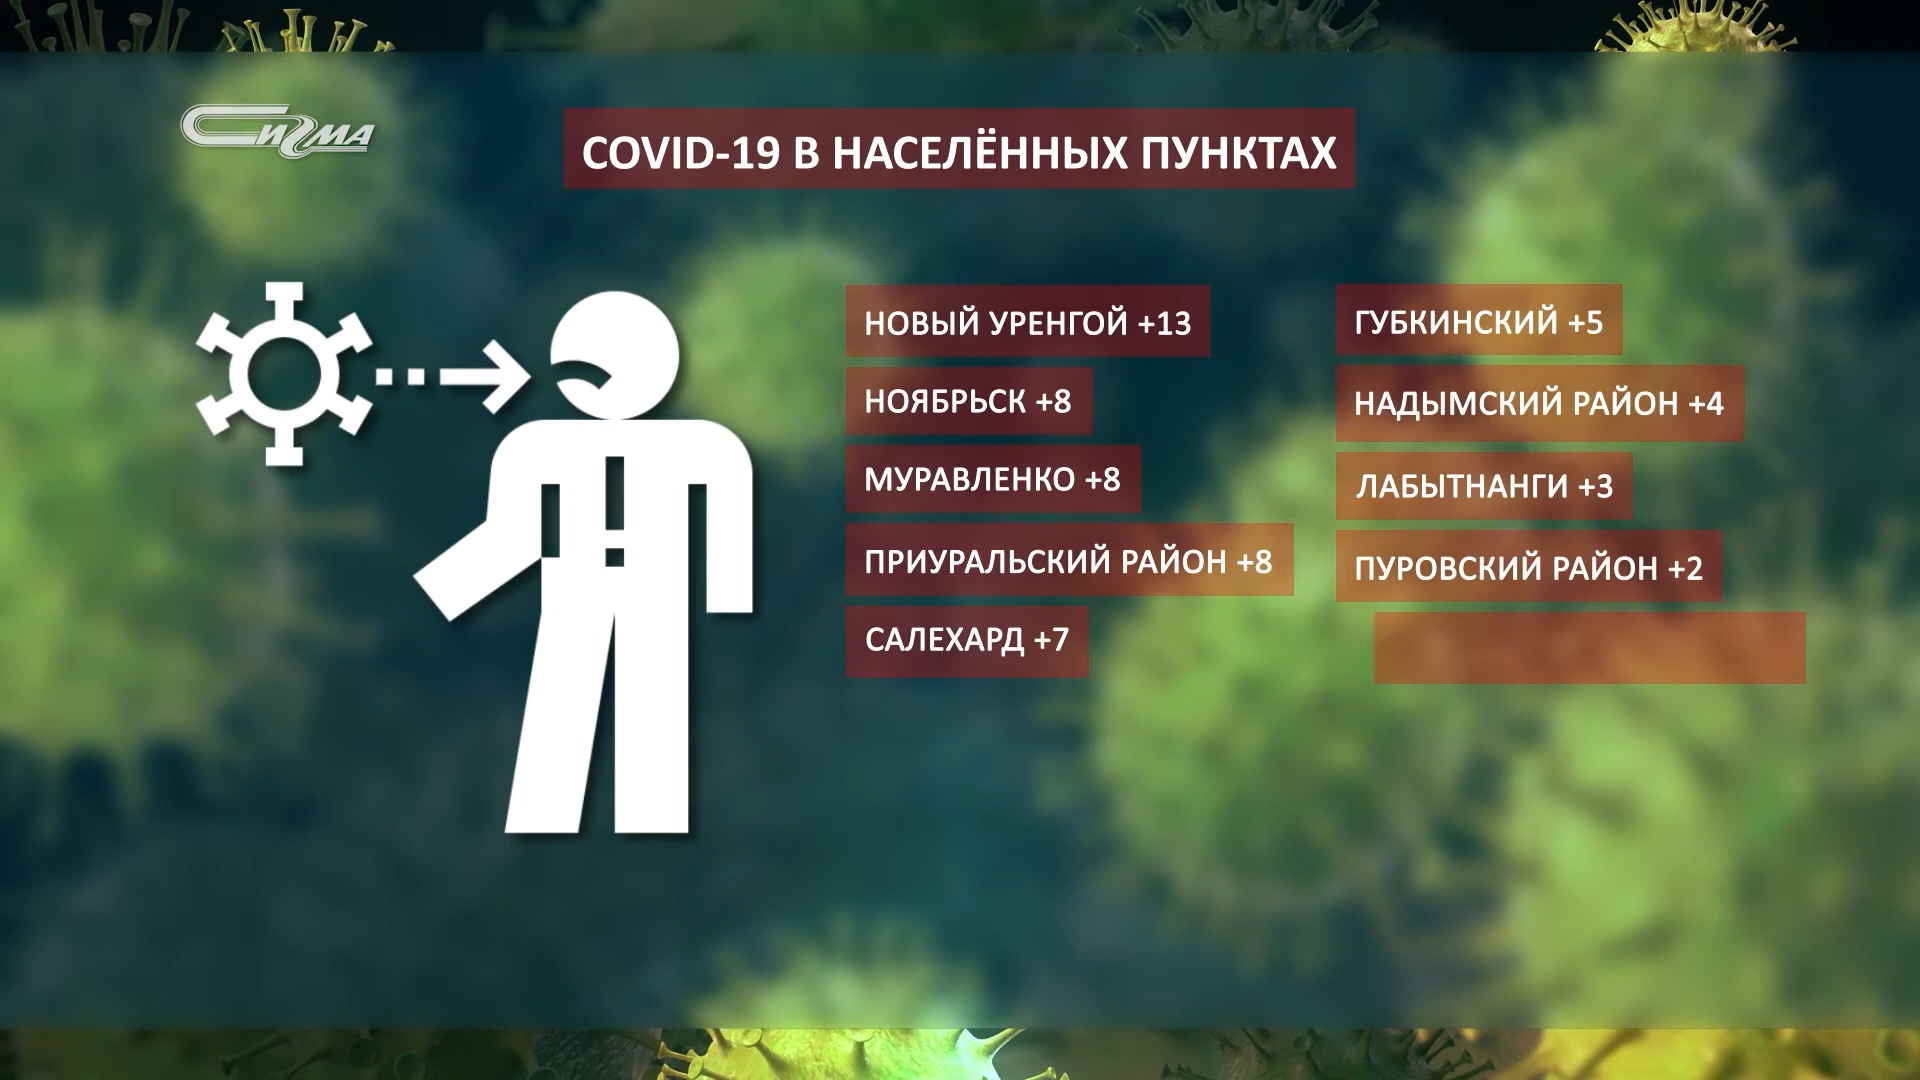 СИГМА
COVID-19 В НАСЕЛЁННЫХ ПУНКТАХ
НОВЫЙ УРЕНГОЙ +13
НОЯБРЬСК +8
МУРАВЛЕНКО +8
ПРИУРАЛЬСКИЙ РАЙОН +8
САЛЕХАРД +7
ГУБКИНСКИЙ +5
НАДЫМСКИЙ РАЙОН +4
ЛАБЫТНАНГИ +3
ПУРОВСКИЙ РАЙОН +2